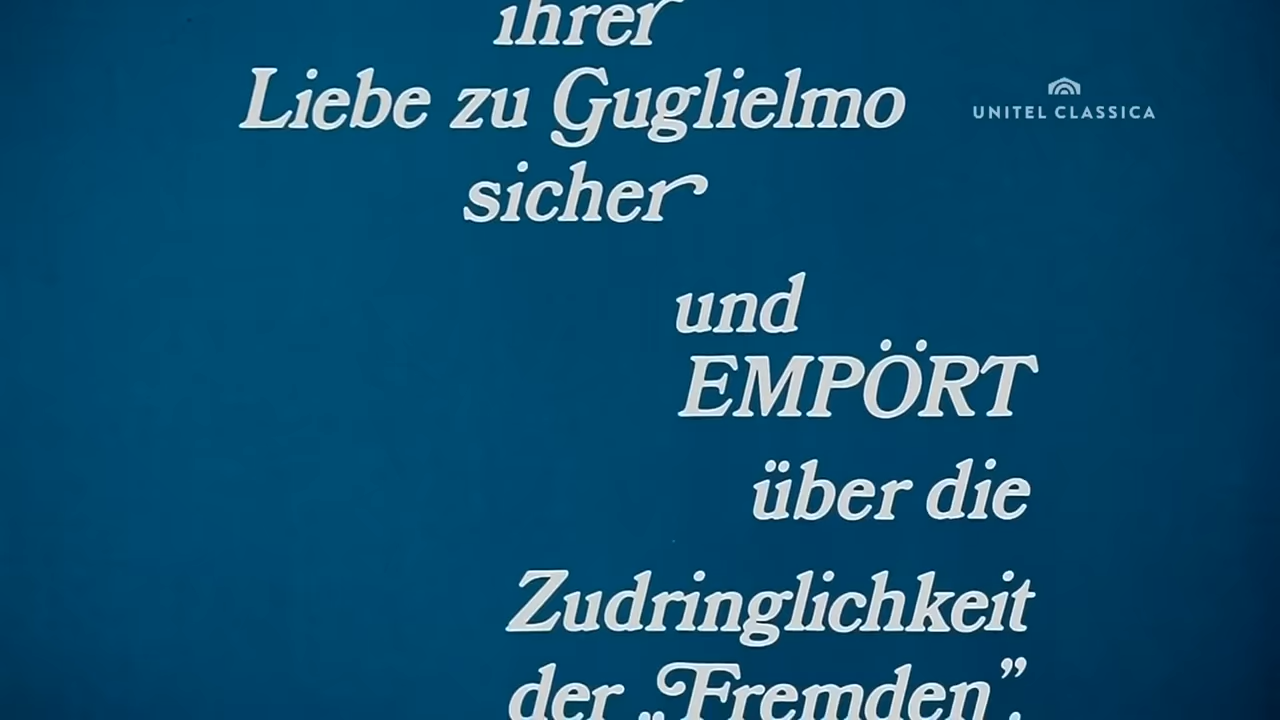 ihrer
Liebe zu Guglielmo
UNITEL CLASSICA
sicher
und
EMPÖRT
über die
Zudringlichkeit
der „Fremden”.